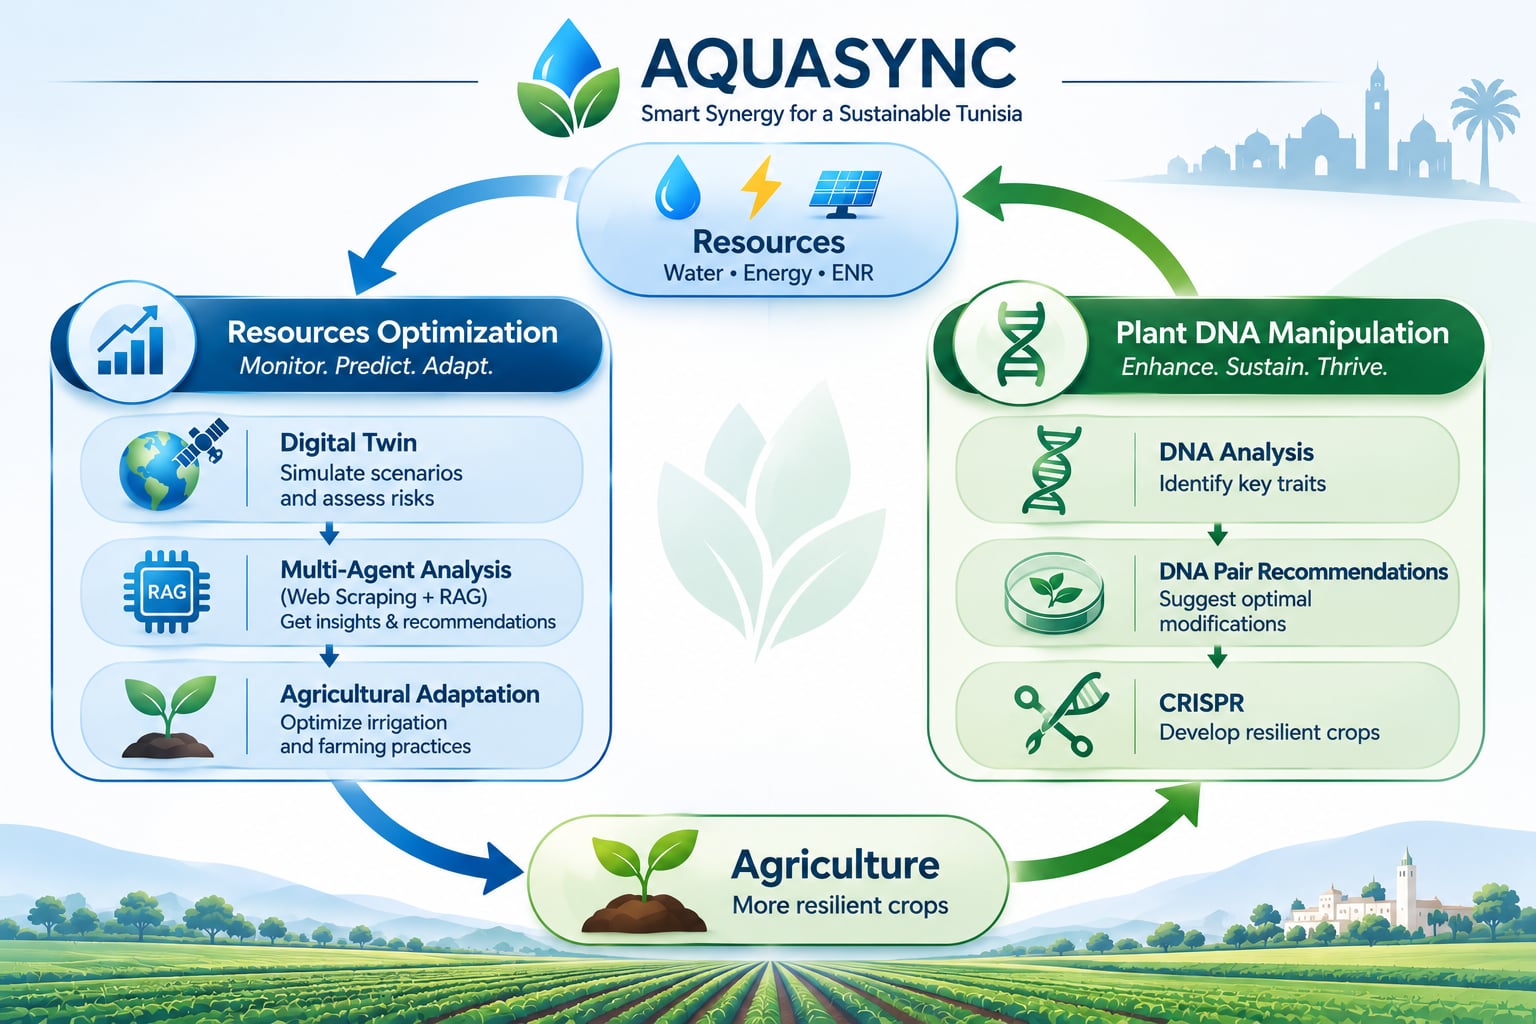 AQUASYNC
Smart Synergy for a Sustainable Tunisia
Resources
Water • Energy • ENR
Resources Optimization
Monitor. Predict. Adapt.
Digital Twin
Simulate scenarios
and assess risks
RAG
Multi-Agent Analysis
(Web Scraping + RAG)
Get insights & recommendations
Agricultural Adaptation
Optimize irrigation
and farming practices
Plant DNA Manipulation
Enhance. Sustain. Thrive.
DNA Analysis
Identify key traits
DNA Pair Recommendations
Suggest optimal
modifications
CRISPR
Develop resilient crops
Agriculture
More resilient crops